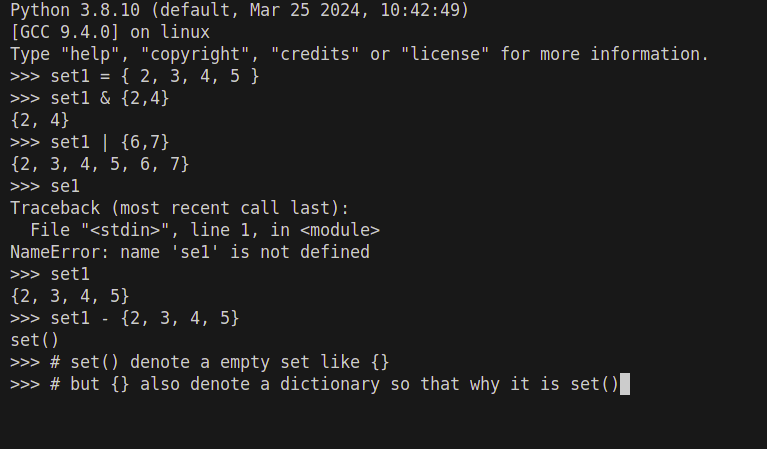 Python 3.8.10 (default, Mar 25 2024, 10:42:49)
[GCC 9.4.0] on linux
Type "help", "copyright", "credits" or "license" for more information.
>>> set1 = { 2, 3, 4, 5 }
>>> set1 & {2,4}
{2, 4}
>>> set1 | {6,7}
{2, 3, 4, 5, 6, 7}
>>> se1
Traceback (most recent call last):
  File "<stdin>", line 1, in <module>
NameError: name 'se1' is not defined
>>> set1
{2, 3, 4, 5}
>>> set1 - {2, 3, 4, 5}
set()
>>> # set() denote a empty set like {}
>>> # but {} also denote a dictionary so that why it is set()